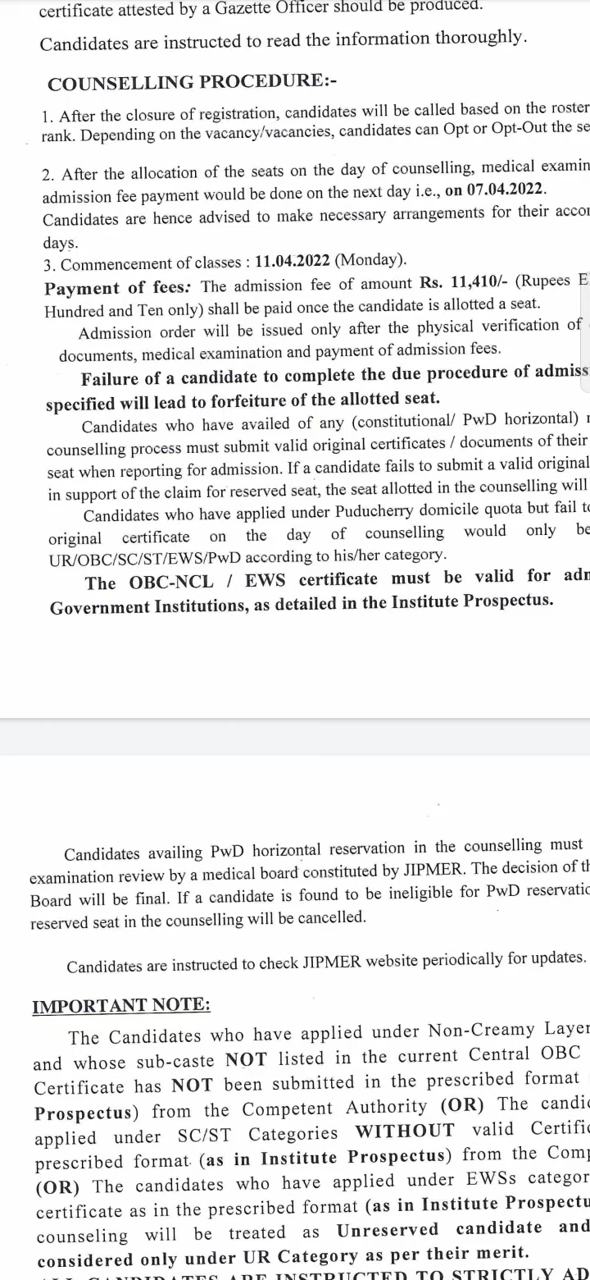 certificate attested by a Gazette Officer should be produced.
Candidates are instructed to read the information thoroughly.
COUNSELLING PROCEDURE:-
1. After the closure of registration, candidates will be called based on the roster
rank. Depending on the vacancy/vacancies, candidates can Opt or Opt-Out the se
2. After the allocation of the seats on the day of counselling, medical examin
admission fee payment would be done on the next day i.e., on 07.04.2022.
Candidates are hence advised to make necessary arrangements for their accor
days.
3. Commencement of classes : 11.04.2022 (Monday).
Payment of fees: The admission fee of amount Rs. 11,410/- (Rupees E
Hundred and Ten only) shall be paid once the candidate is allotted a seat.
Admission order will be issued only after the physical verification of
documents, medical examination and payment of admission fees.
Failure of a candidate to complete the due procedure of admiss
specified will lead to forfeiture of the allotted seat.
Candidates who have availed of any (constitutional/ PwD horizontal) r
counselling process must submit valid original certificates / documents of their
seat when reporting for admission. If a candidate fails to submit a valid original
in support of the claim for reserved seat, the seat allotted in the counselling will
Candidates who have applied under Puducherry domicile quota but fail to
original certificate on the day of counselling would only be
UR/OBC/SC/ST/EWS/PwD according to his/her category.
The OBC-NCL / EWS certificate must be valid for adm
Government Institutions, as detailed in the Institute Prospectus.
Candidates availing PwD horizontal reservation in the counselling must
examination review by a medical board constituted by JIPMER. The decision of th
Board will be final. If a candidate is found to be ineligible for PwD reservatio
reserved seat in the counselling will be cancelled.
Candidates are instructed to check JIPMER website periodically for updates.
IMPORTANT NOTE:
The Candidates who have applied under Non-Creamy Layer
and whose sub-caste NOT listed in the current Central OBC
Certificate has NOT been submitted in the prescribed format
Prospectus) from the Competent Authority (OR) The candid
applied under SC/ST Categories WITHOUT valid Certific
prescribed format (as in Institute Prospectus) from the Comp
(OR) The candidates who have applied under EWSs categor
certificate as in the prescribed format (as in Institute Prospectu
counseling will be treated as Unreserved candidate and
considered only under UR Category as per their merit.
ALL CANDIDATES ARE INSTRUCTED TO STRICTLY AD